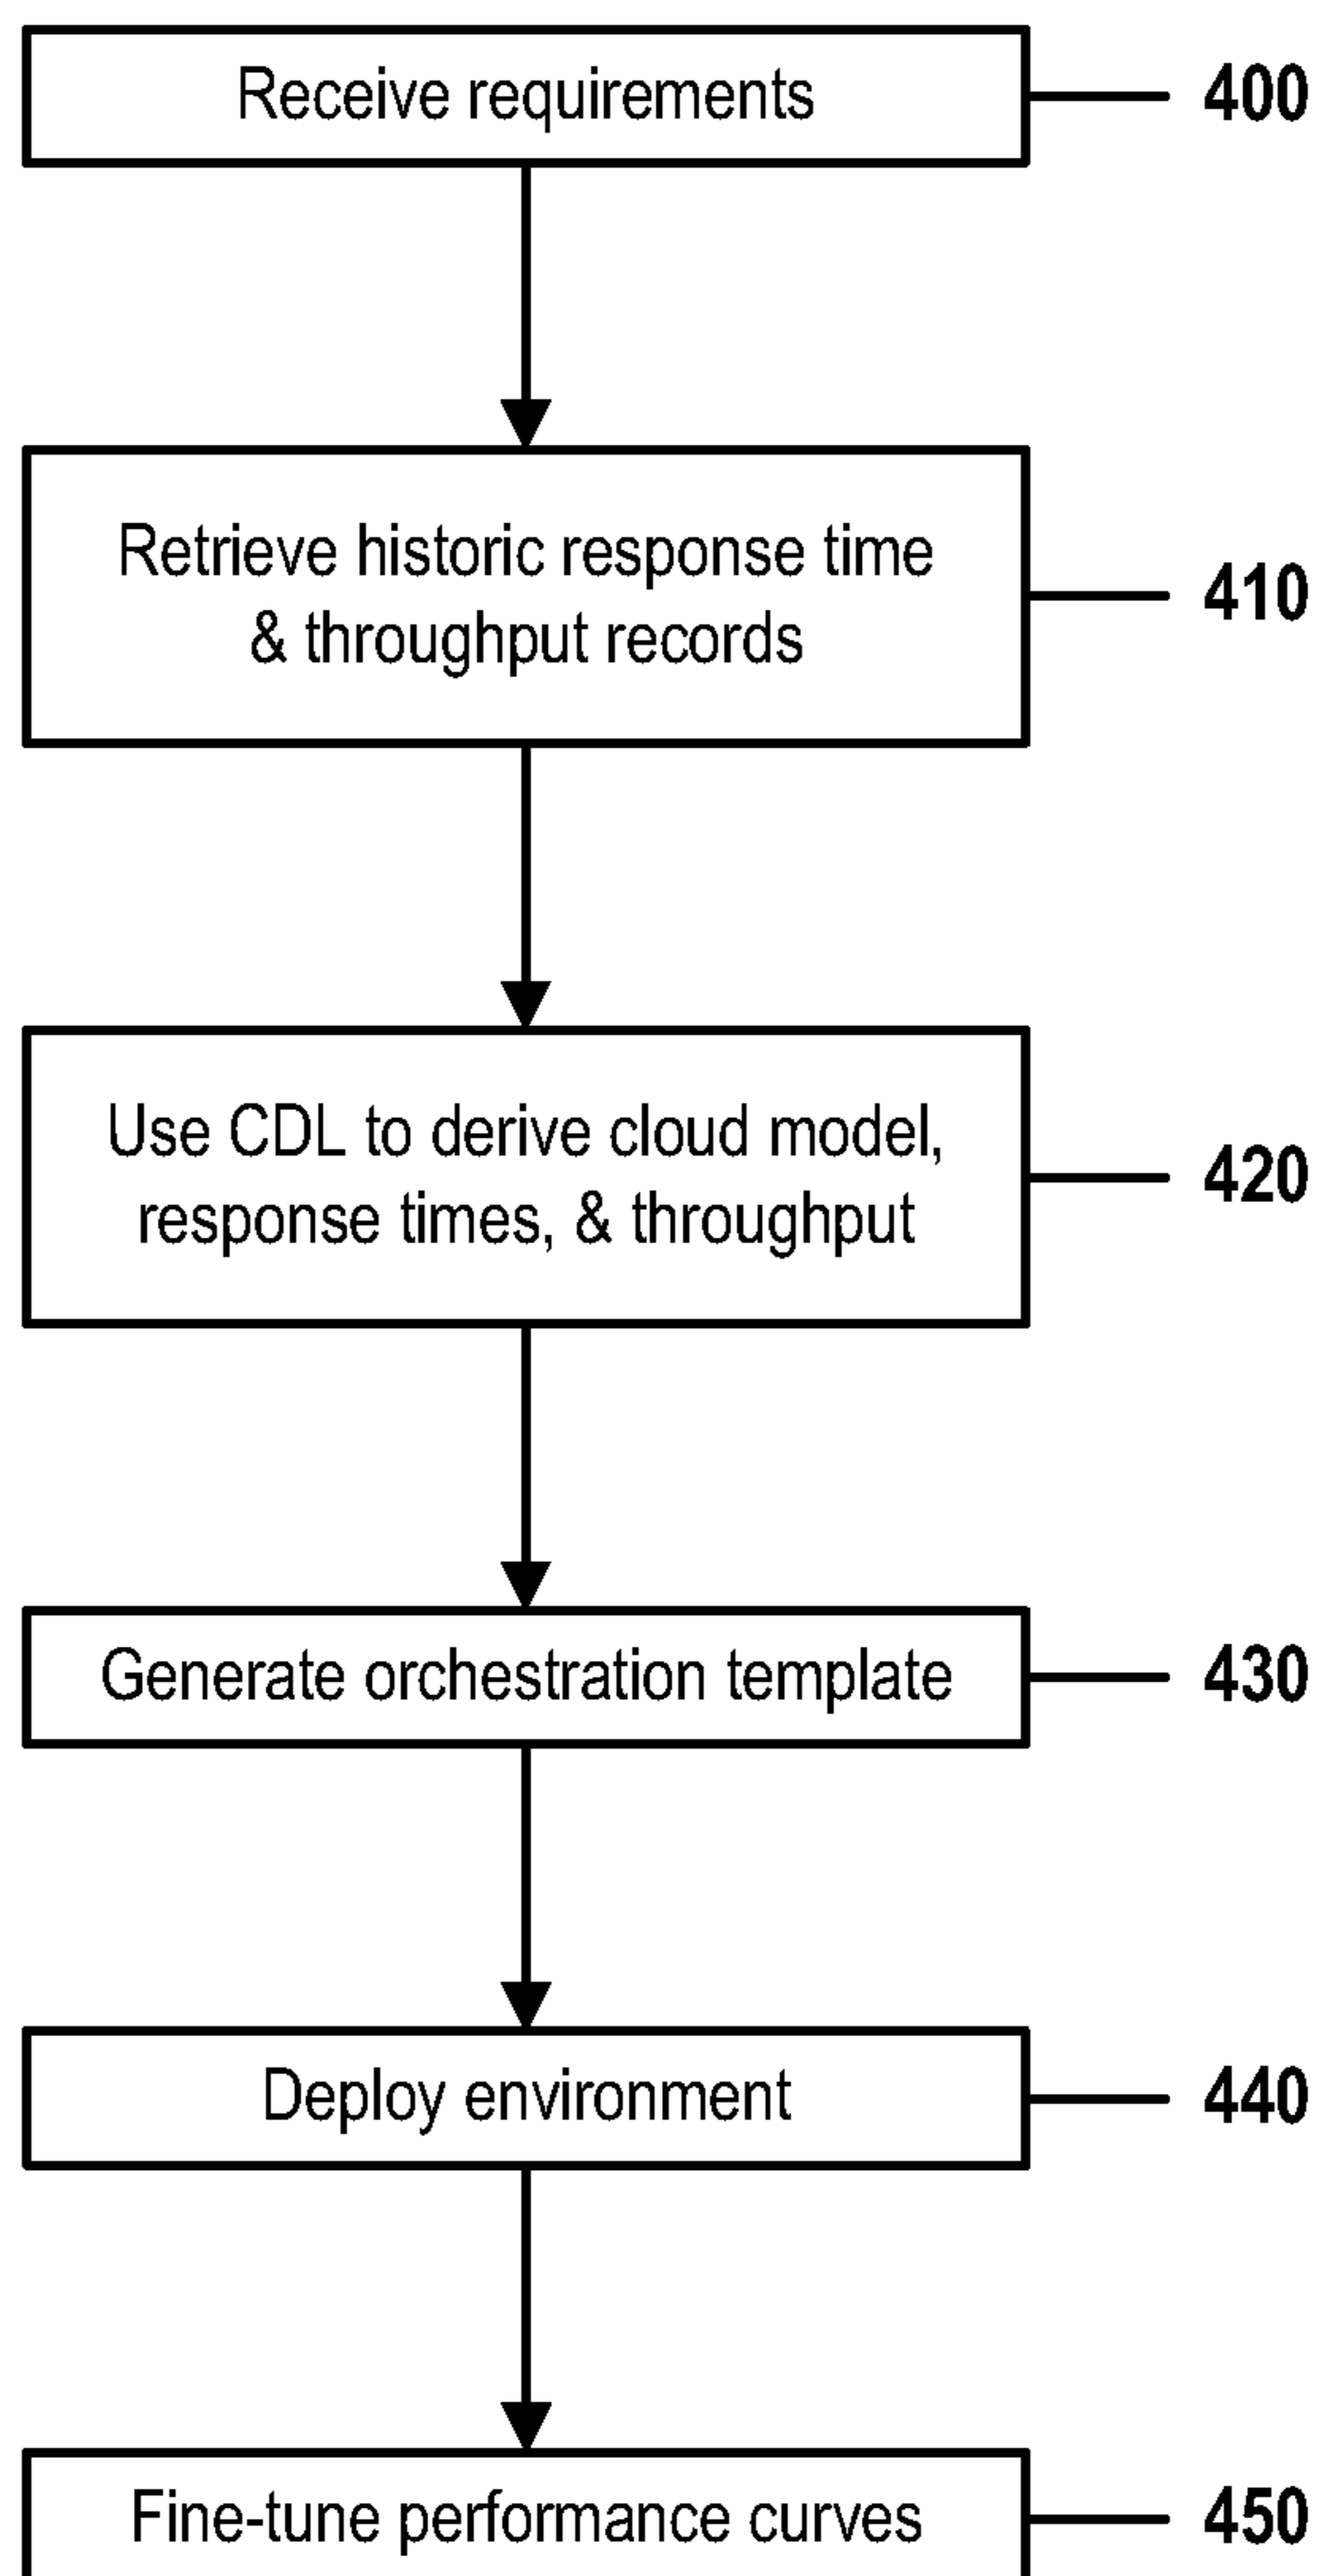 Receive requirements
400
Retrieve historic response time
& throughput records
410
Use CDL to derive cloud model,
response times, & throughput
420
Generate orchestration template
430
Deploy environment
440
Fine-tune performance curves
450